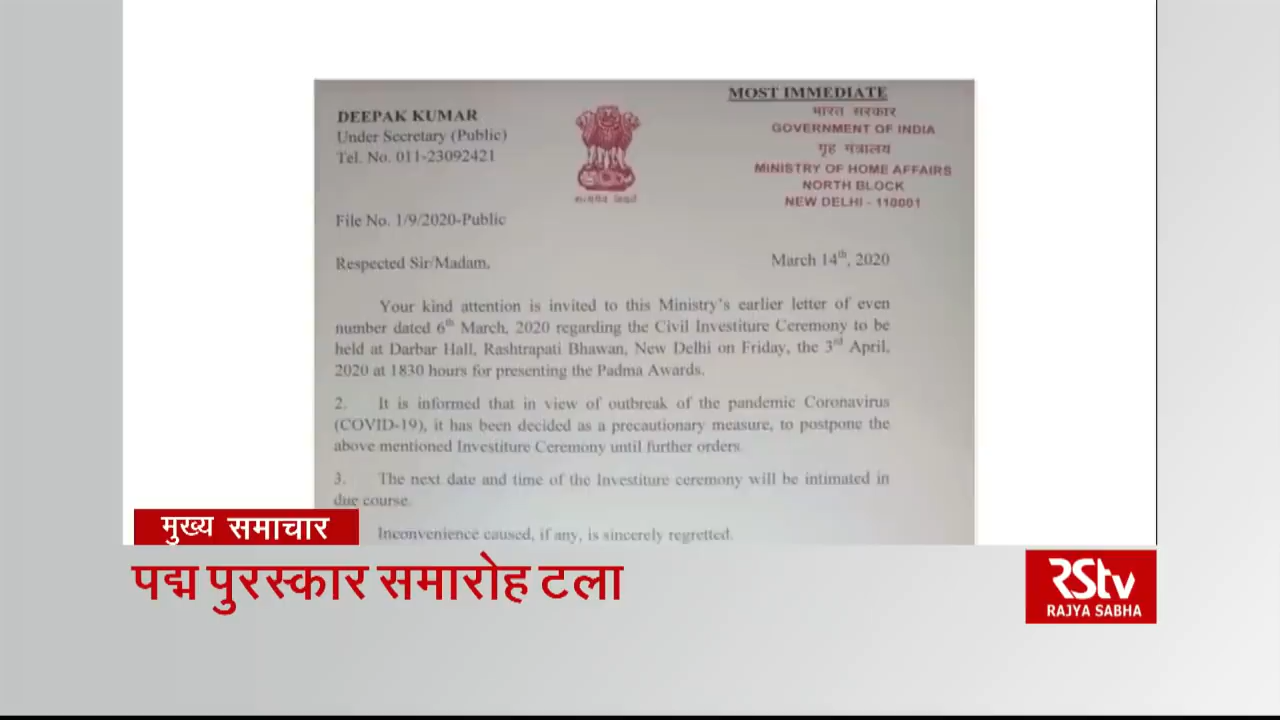 MOST IMMEDIATE
DEEPAK KUMAR
Under Secretary (Public)
Tel. No. 011-23092421
भारत सरकार
GOVERNMENT OF INDIA
गृह मंत्रालय
MINISTRY OF HOME AFFAIRS
NORTH BLOCK
NEW DELHI - 110001
सत्यमेव जयते
File No. 1/9/2020-Public
Respected Sir/Madam,
March 14th, 2020
Your kind attention is invited to this Ministry's earlier letter of even
number dated 6th March, 2020 regarding the Civil Investiture Ceremony to be
held at Darbar Hall, Rashtrapati Bhawan, New Delhi on Friday, the 3rd April,
2020 at 1830 hours for presenting the Padma Awards.
2. It is informed that in view of outbreak of the pandemic Coronavirus
(COVID-19), it has been decided as a precautionary measure, to postpone the
above mentioned Investiture Ceremony until further orders.
3. The next date and time of the Investiture ceremony will be intimated in
due course.
Inconvenience caused, if any, is sincerely regretted.
मुख्य समाचार
पद्म पुरस्कार समारोह टला
RStv
RAJYA SABHA